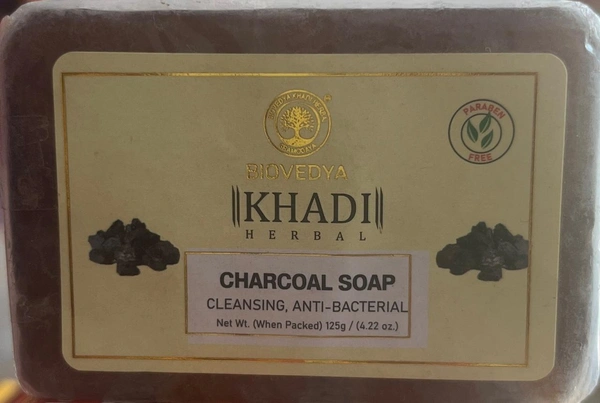 PARABEN
FREE
BIOVEDYA
KHADI
HERBAL
CHARCOAL SOAP
CLEANSING, ANTI-BACTERIAL
Net Wt. (When Packed) 125g / (4.22 oz.)